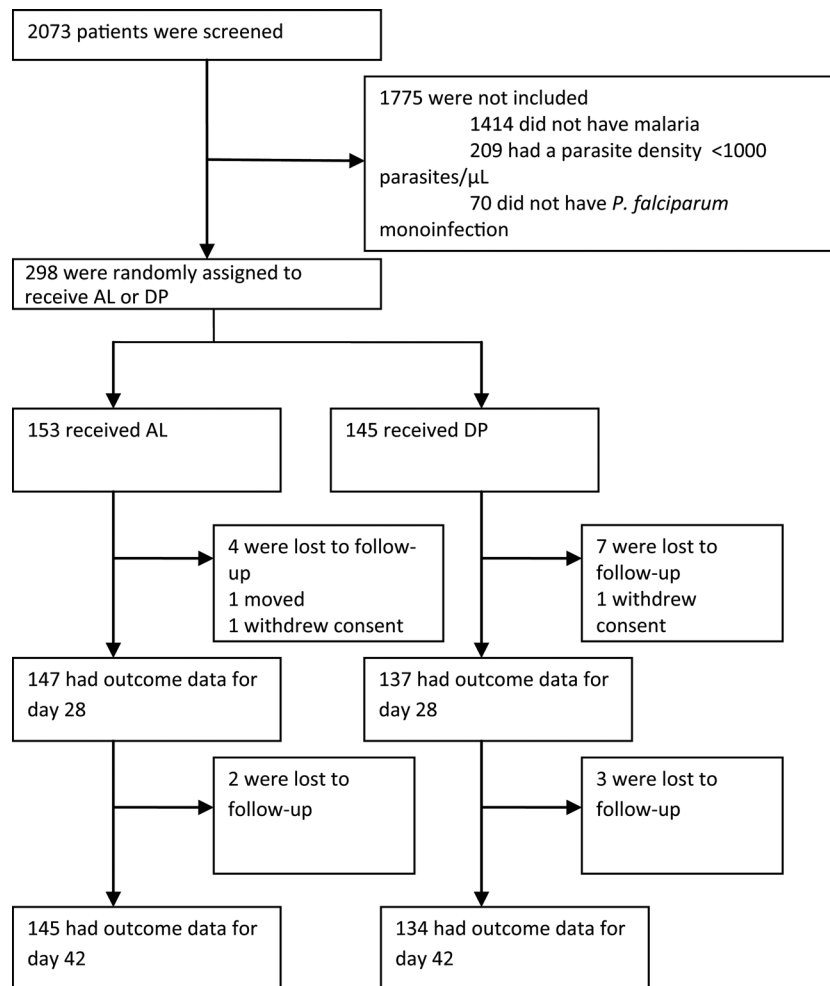 2073 patients were screened
1775 were not included
1414 did not have malaria
209 had a parasite density <1000
parasites/µL
70 did not have P. falciparum
monoinfection
298 were randomly assigned to
receive AL or DP
153 received AL
145 received DP
4 were lost to follow-
up
1 moved
1 withdrew consent
7 were lost to
follow-up
1 withdrew
consent
147 had outcome data for
day 28
137 had outcome data for
day 28
2 were lost to
follow-up
3 were lost to
follow-up
145 had outcome data for
day 42
134 had outcome data for
day 42